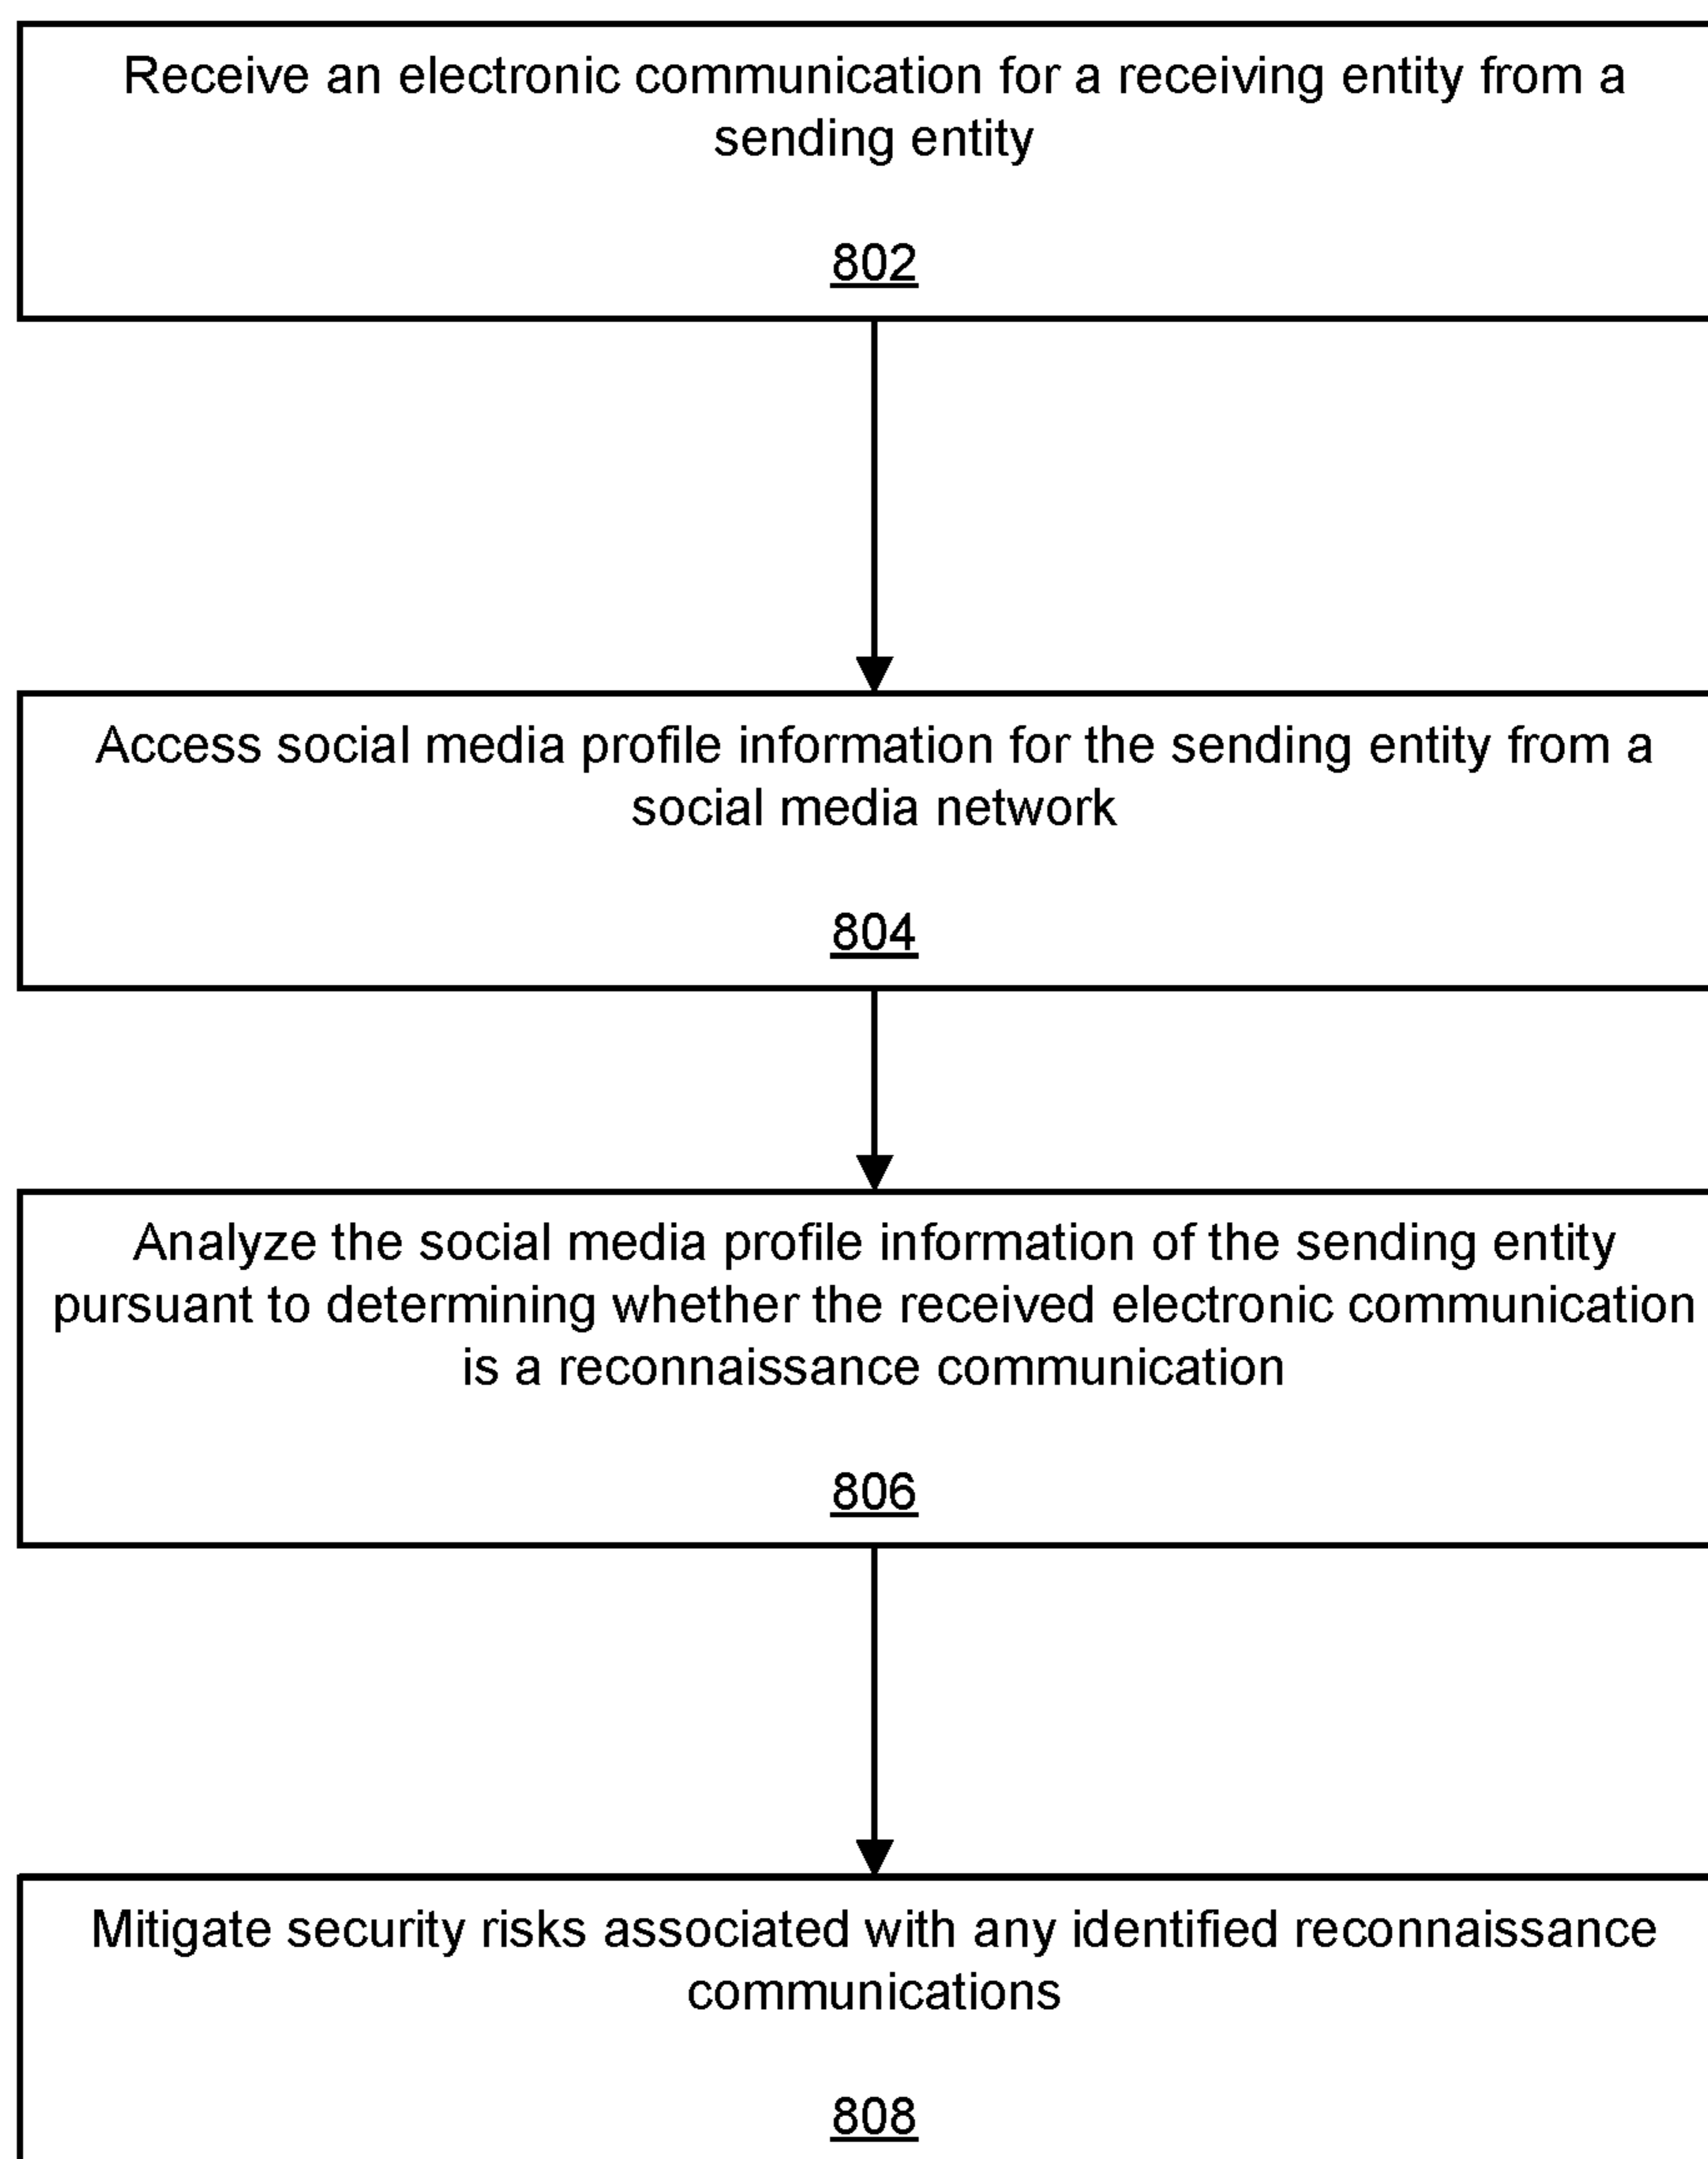 Receive an electronic communication for a receiving entity from a
sending entity
802
Access social media profile information for the sending entity from a
social media network
804
Analyze the social media profile information of the sending entity
pursuant to determining whether the received electronic communication
is a reconnaissance communication
806
Mitigate security risks associated with any identified reconnaissance
communications
808